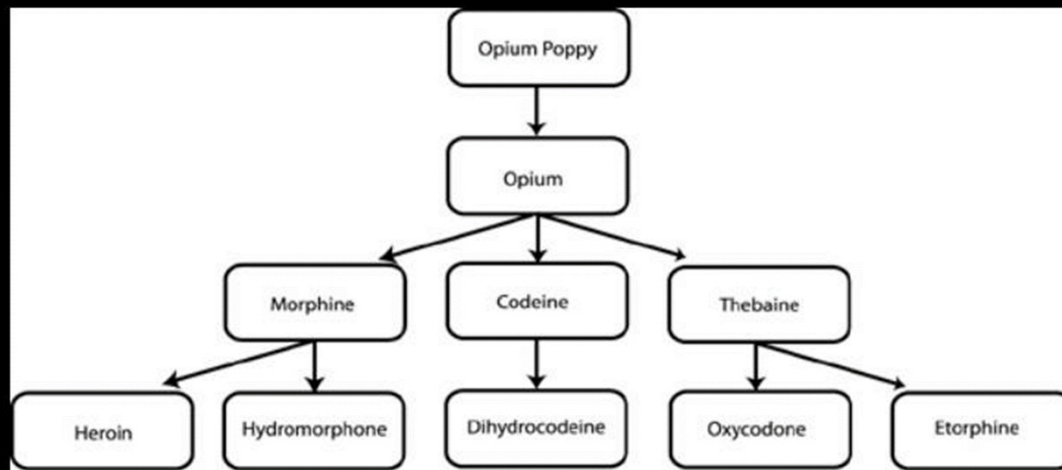 Opium Poppy
Opium
Morphine
Codeine
Thebaine
Heroin
Hydromorphone
Dihydrocodeine
Oxycodone
Etorphine